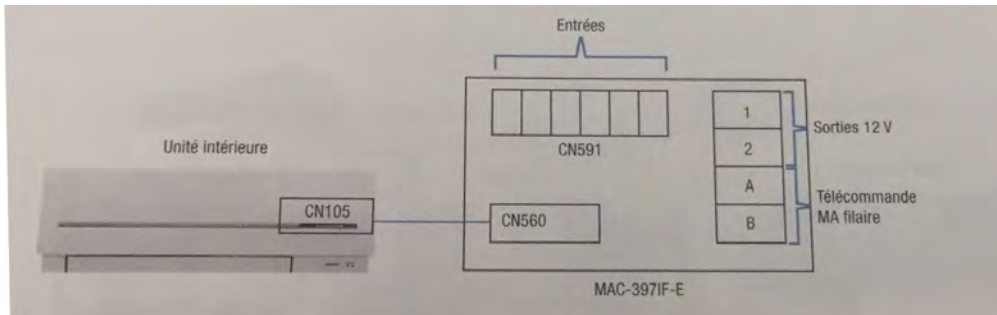 Entrées
CN591
1
2
A
B
Sorties 12 V
Télécommande
MA filaire
Unité intérieure
CN105
CN560
MAC-397IF-E